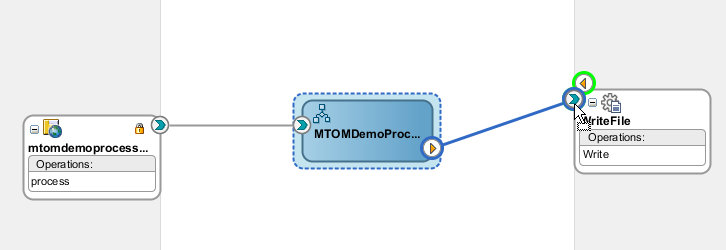 mtomdemoprocess...
Operations:
process
MTOMDemoProc...
WriteFile
Operations:
Write